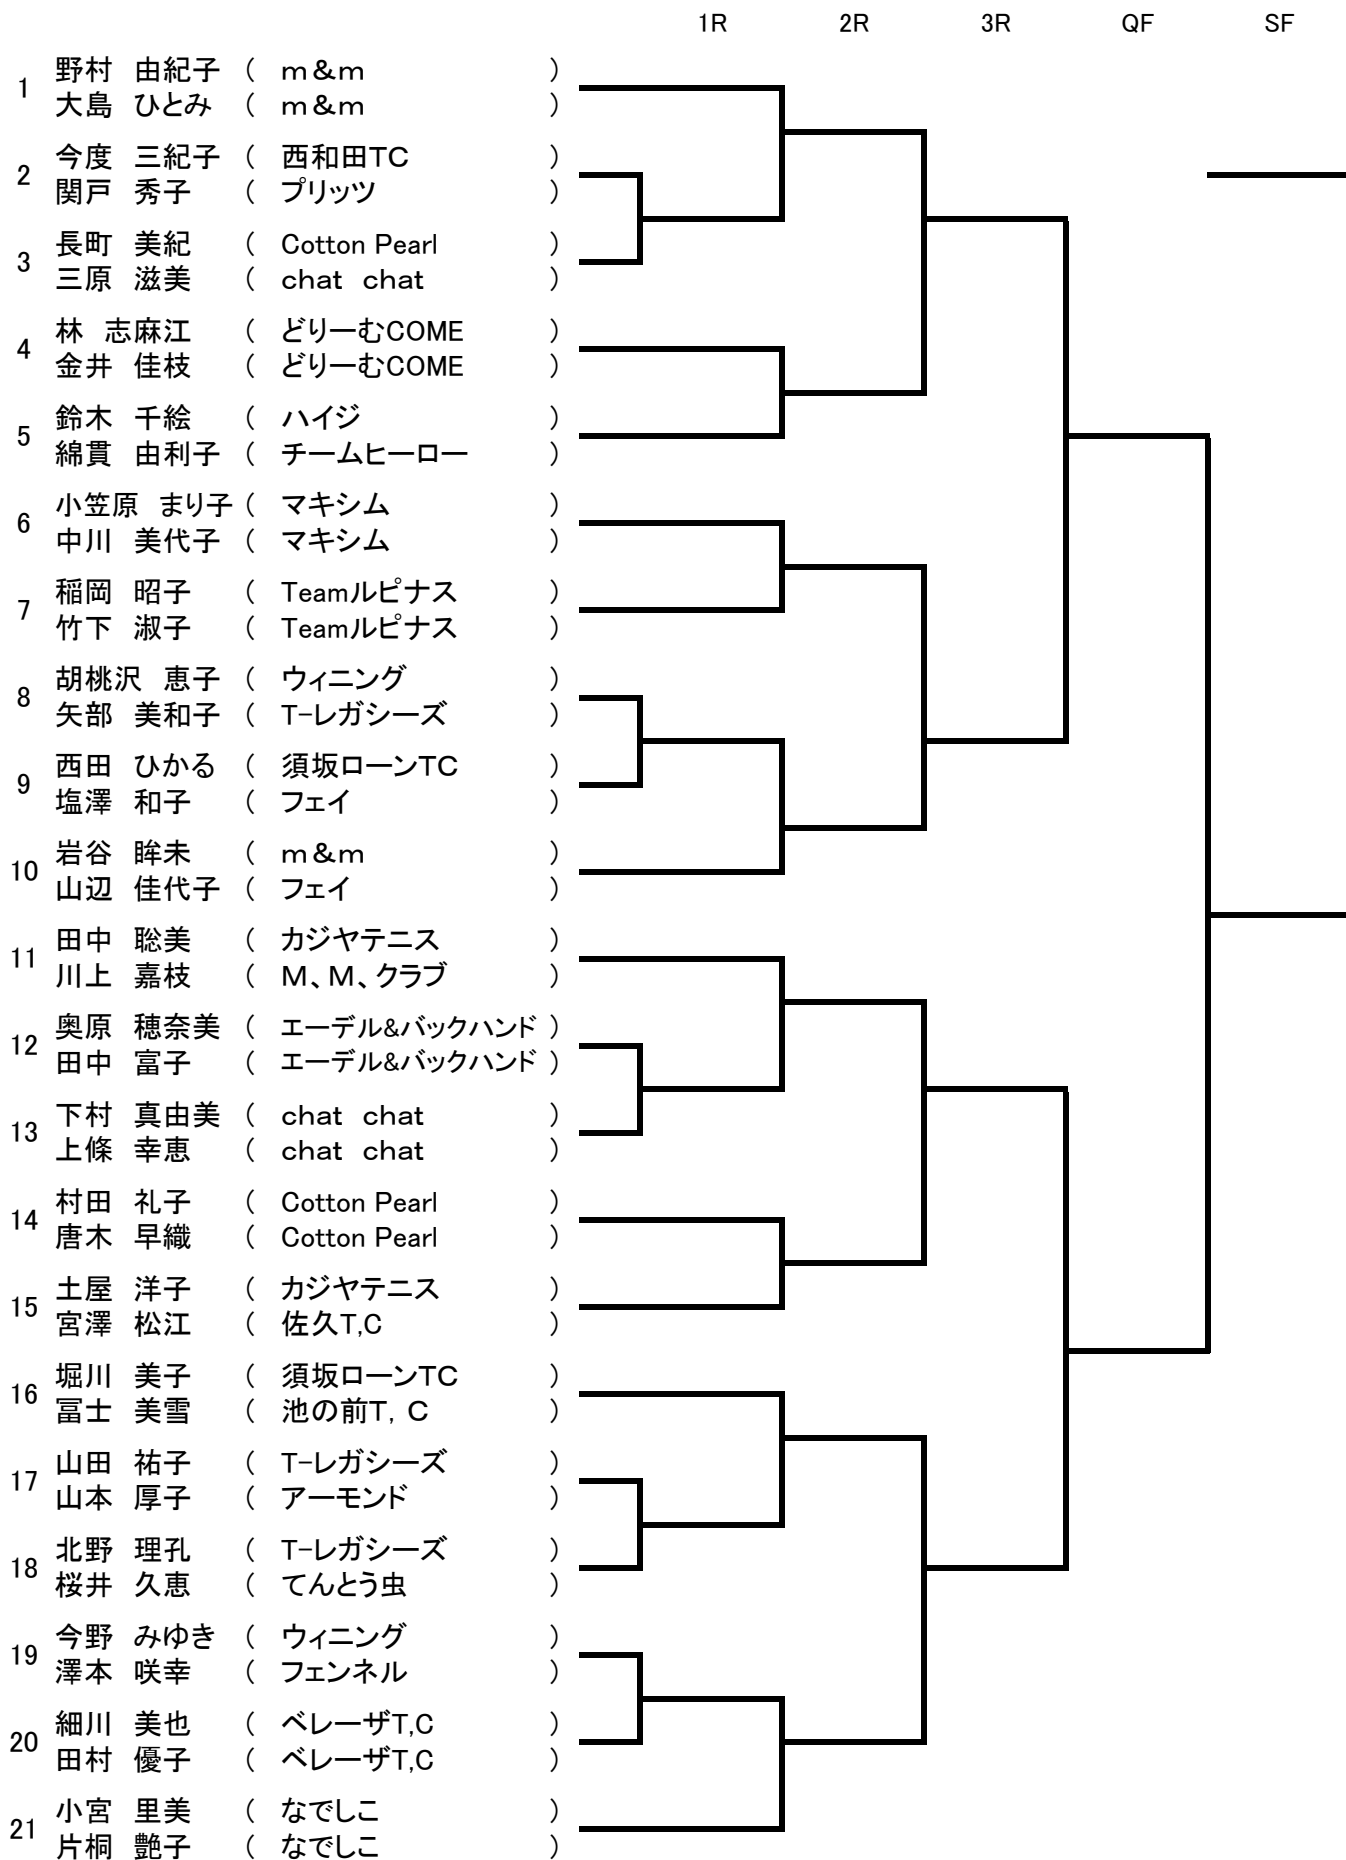 1R 2R 3R QF SF
1 野村 由紀子 ( m&m )
大島 ひとみ ( m&m )
2 今度 三紀子 ( 西和田TC )
関戸 秀子 ( プリッツ )
3 長町 美紀 ( Cotton Pearl )
三原 滋美 ( chat chat )
4 林 志麻江 ( どりーむCOME )
金井 佳枝 ( どりーむCOME )
5 鈴木 千絵 ( ハイジ )
綿貫 由利子 ( チームヒーロー )
6 小笠原 まり子 ( マキシム )
中川 美代子 ( マキシム )
7 稲岡 昭子 ( Teamルピナス )
竹下 淑子 ( Teamルピナス )
8 胡桃沢 恵子 ( ウィニング )
矢部 美和子 ( T-レガシーズ )
9 西田 ひかる ( 須坂ローンTC )
塩澤 和子 ( フェイ )
10 岩谷 眸未 ( m&m )
山辺 佳代子 ( フェイ )
11 田中 聡美 ( カジヤテニス )
川上 嘉枝 ( M、M、クラブ )
12 奥原 穂奈美 ( エーデル&バックハンド )
田中 富子 ( エーデル&バックハンド )
13 下村 真由美 ( chat chat )
上條 幸恵 ( chat chat )
14 村田 礼子 ( Cotton Pearl )
唐木 早織 ( Cotton Pearl )
15 土屋 洋子 ( カジヤテニス )
宮澤 松江 ( 佐久T,C )
16 堀川 美子 ( 須坂ローンTC )
冨士 美雪 ( 池の前T, C )
17 山田 祐子 ( T-レガシーズ )
山本 厚子 ( アーモンド )
18 北野 理孔 ( T-レガシーズ )
桜井 久恵 ( てんとう虫 )
19 今野 みゆき ( ウィニング )
澤本 咲幸 ( フェンネル )
20 細川 美也 ( ベレーザT,C )
田村 優子 ( ベレーザT,C )
21 小宮 里美 ( なでしこ )
片桐 艶子 ( なでしこ )